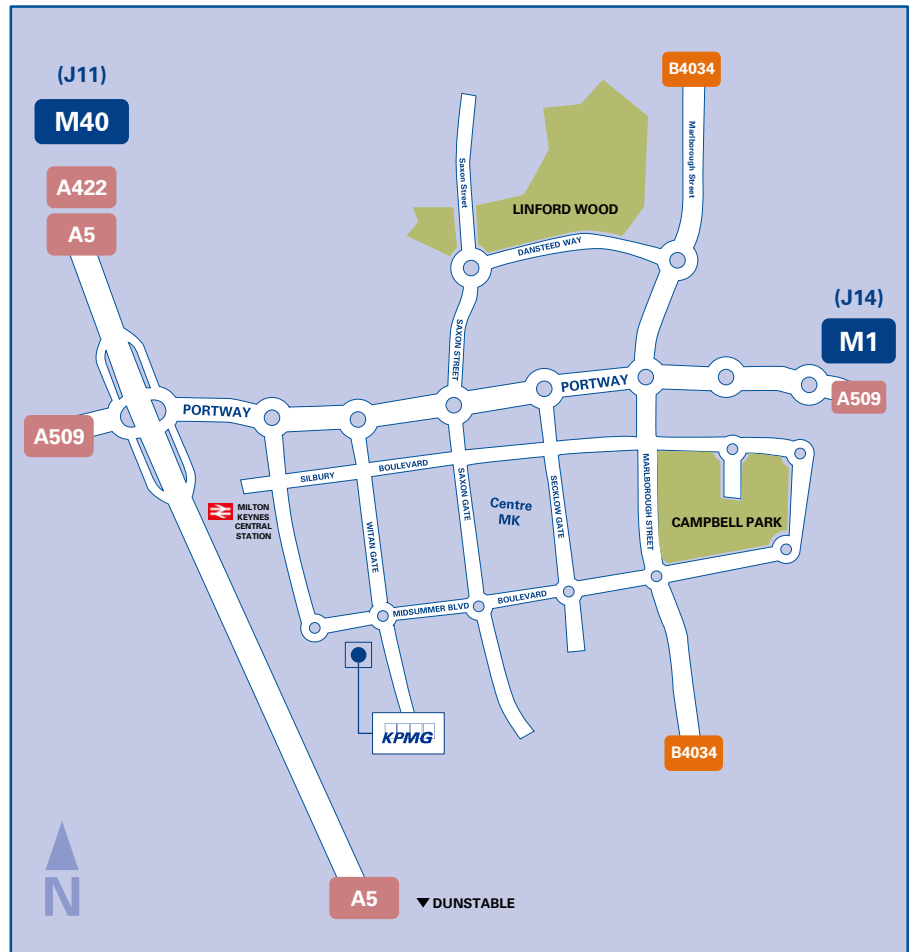 (J11)
M40
A422
A5
B4034
Marlborough Street
Saxon Street
LINFORD WOOD
DANSTEED WAY
(J14)
M1
A509
SAXON STREET
PORTWAY
PORTWAY
A509
SILBURY
BOULEVARD
MILTON
KEYNES
CENTRAL
STATION
WITAN GATE
SAXON GATE
Centre
MK
SECKLOW GATE
MARLBOROUGH STREET
CAMPBELL PARK
MIDSUMMER BLVD
BOULEVARD
KPMG
B4034
N
A5
DUNSTABLE